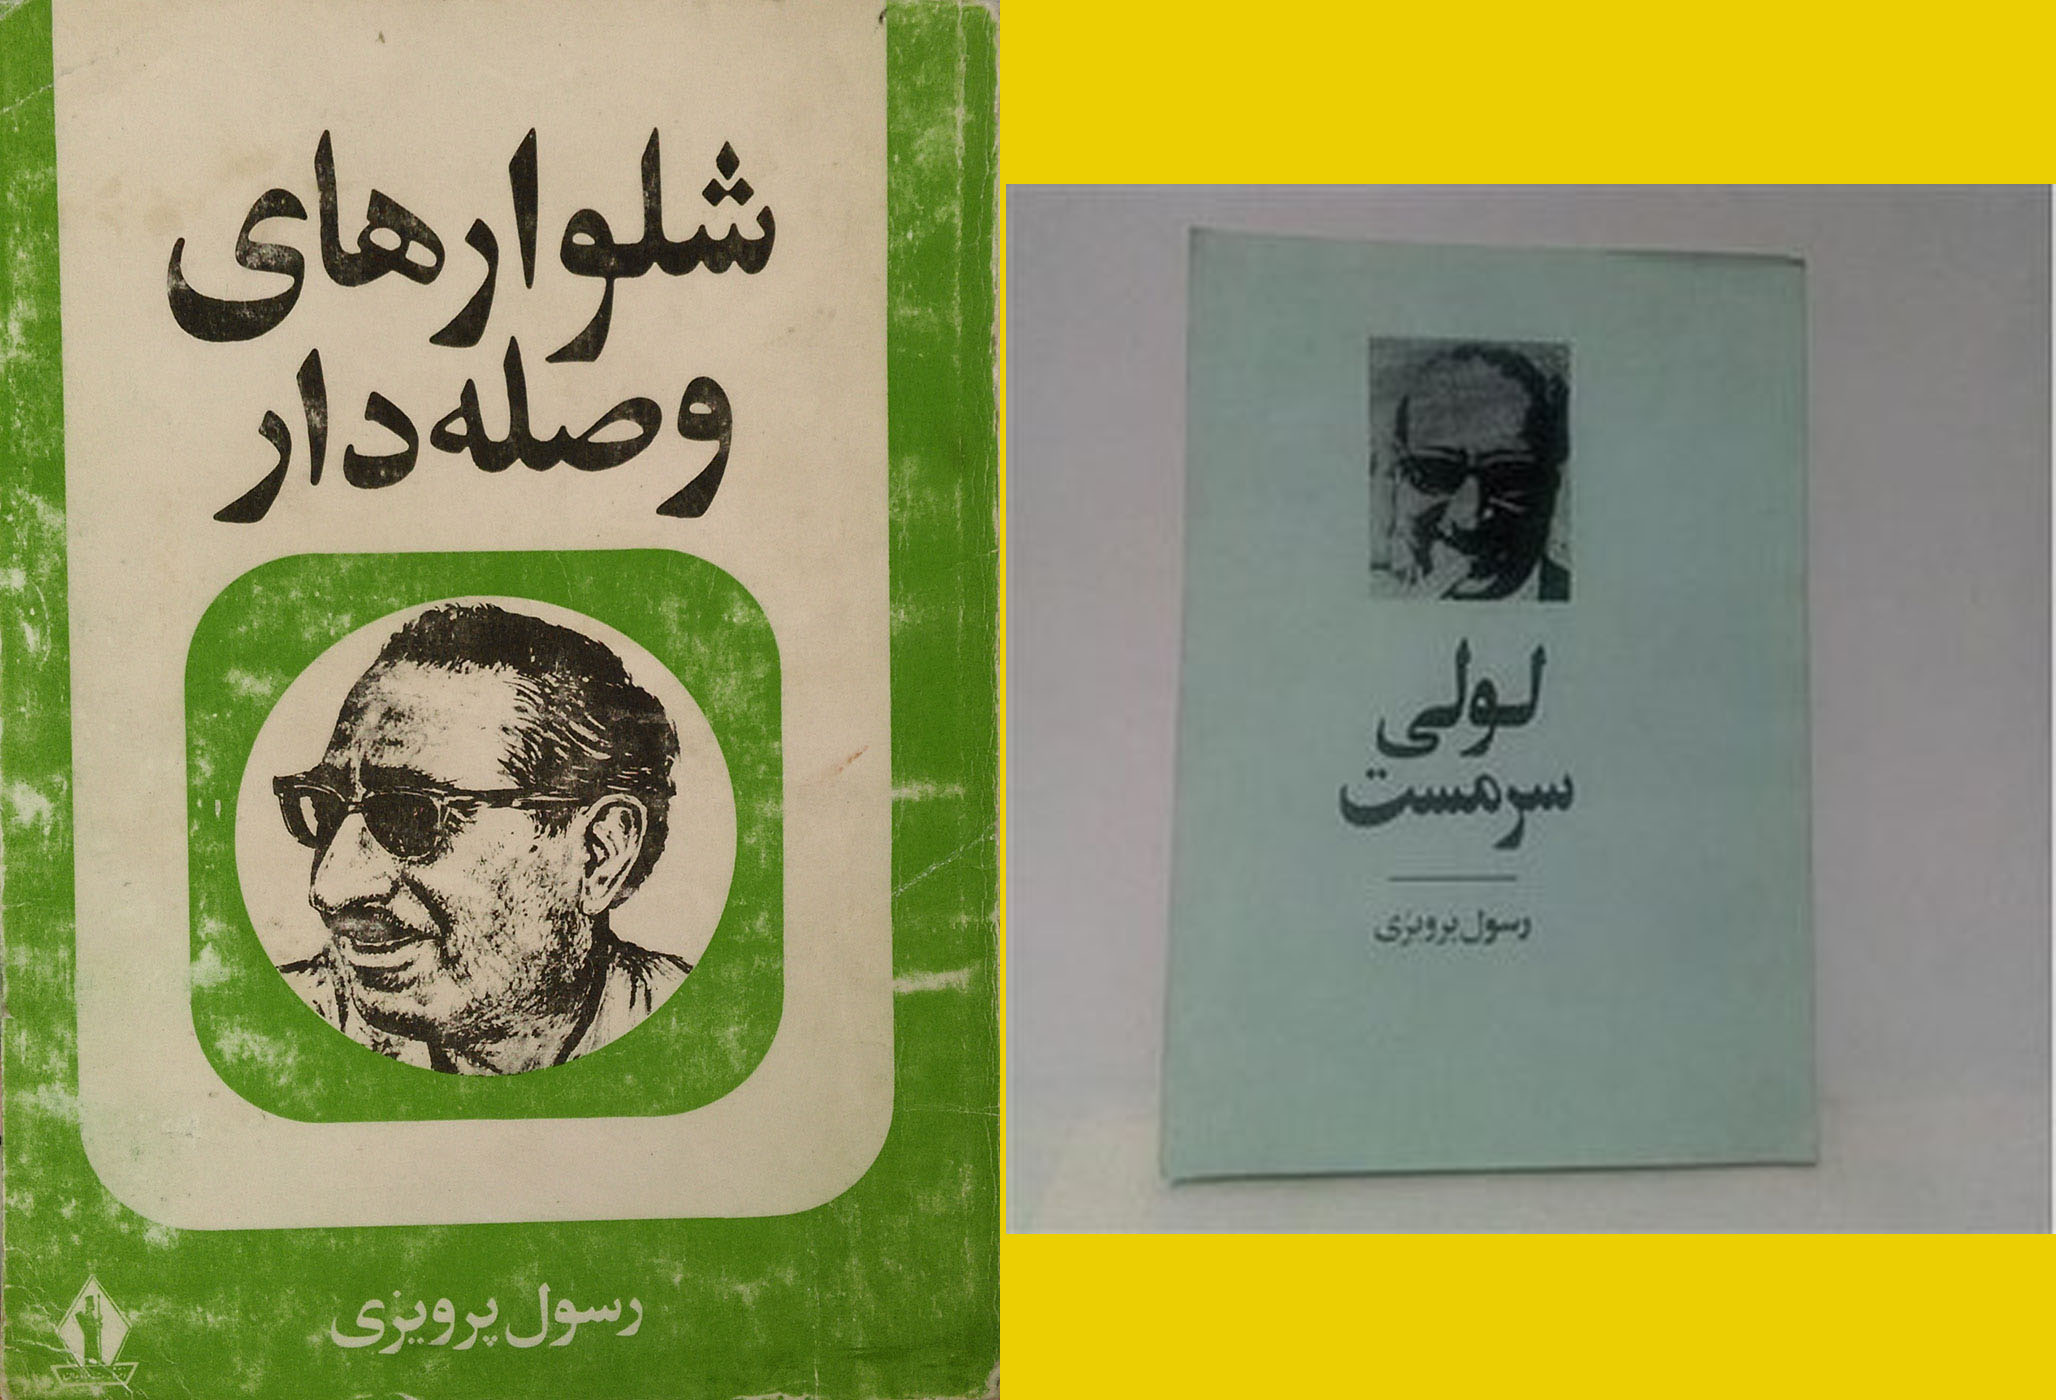 شلوارهای
وصله‌دار
رسول پرویزی
لولی
سرمست
رسول پرویزی